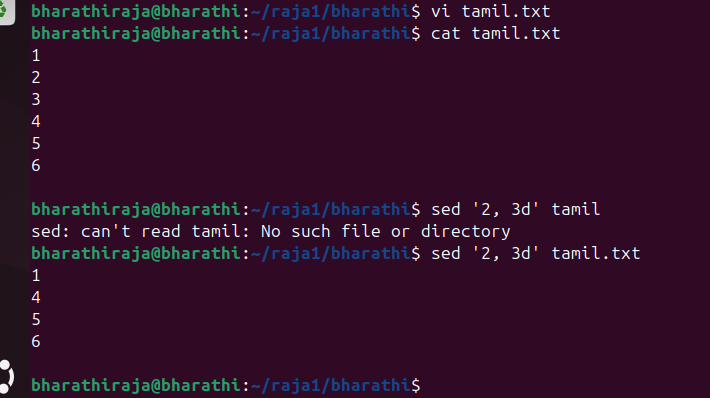 bharathiraja@bharathi:~/raja1/bharathi$ vi tamil.txt
bharathiraja@bharathi:~/raja1/bharathi$ cat tamil.txt
1
2
3
4
5
6
bharathiraja@bharathi:~/raja1/bharathi$ sed '2, 3d' tamil
sed: can't read tamil: No such file or directory
bharathiraja@bharathi:~/raja1/bharathi$ sed '2, 3d' tamil.txt
1
4
5
6
bharathiraja@bharathi:~/raja1/bharathi$